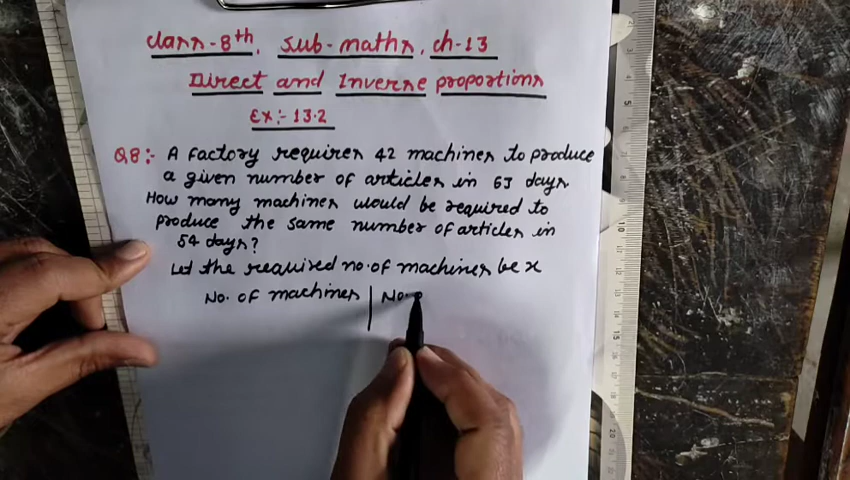 Class-8th, Sub-maths, Ch-13
Direct and Inverse proportions
Ex:- 13.2
Q8:- A factory requires 42 machines to produce
a given number of articles in 63 days
How many machines would be required to
produce the same number of articles in
54 days?
Let the required no. of machines be x
No. of machines | No. o